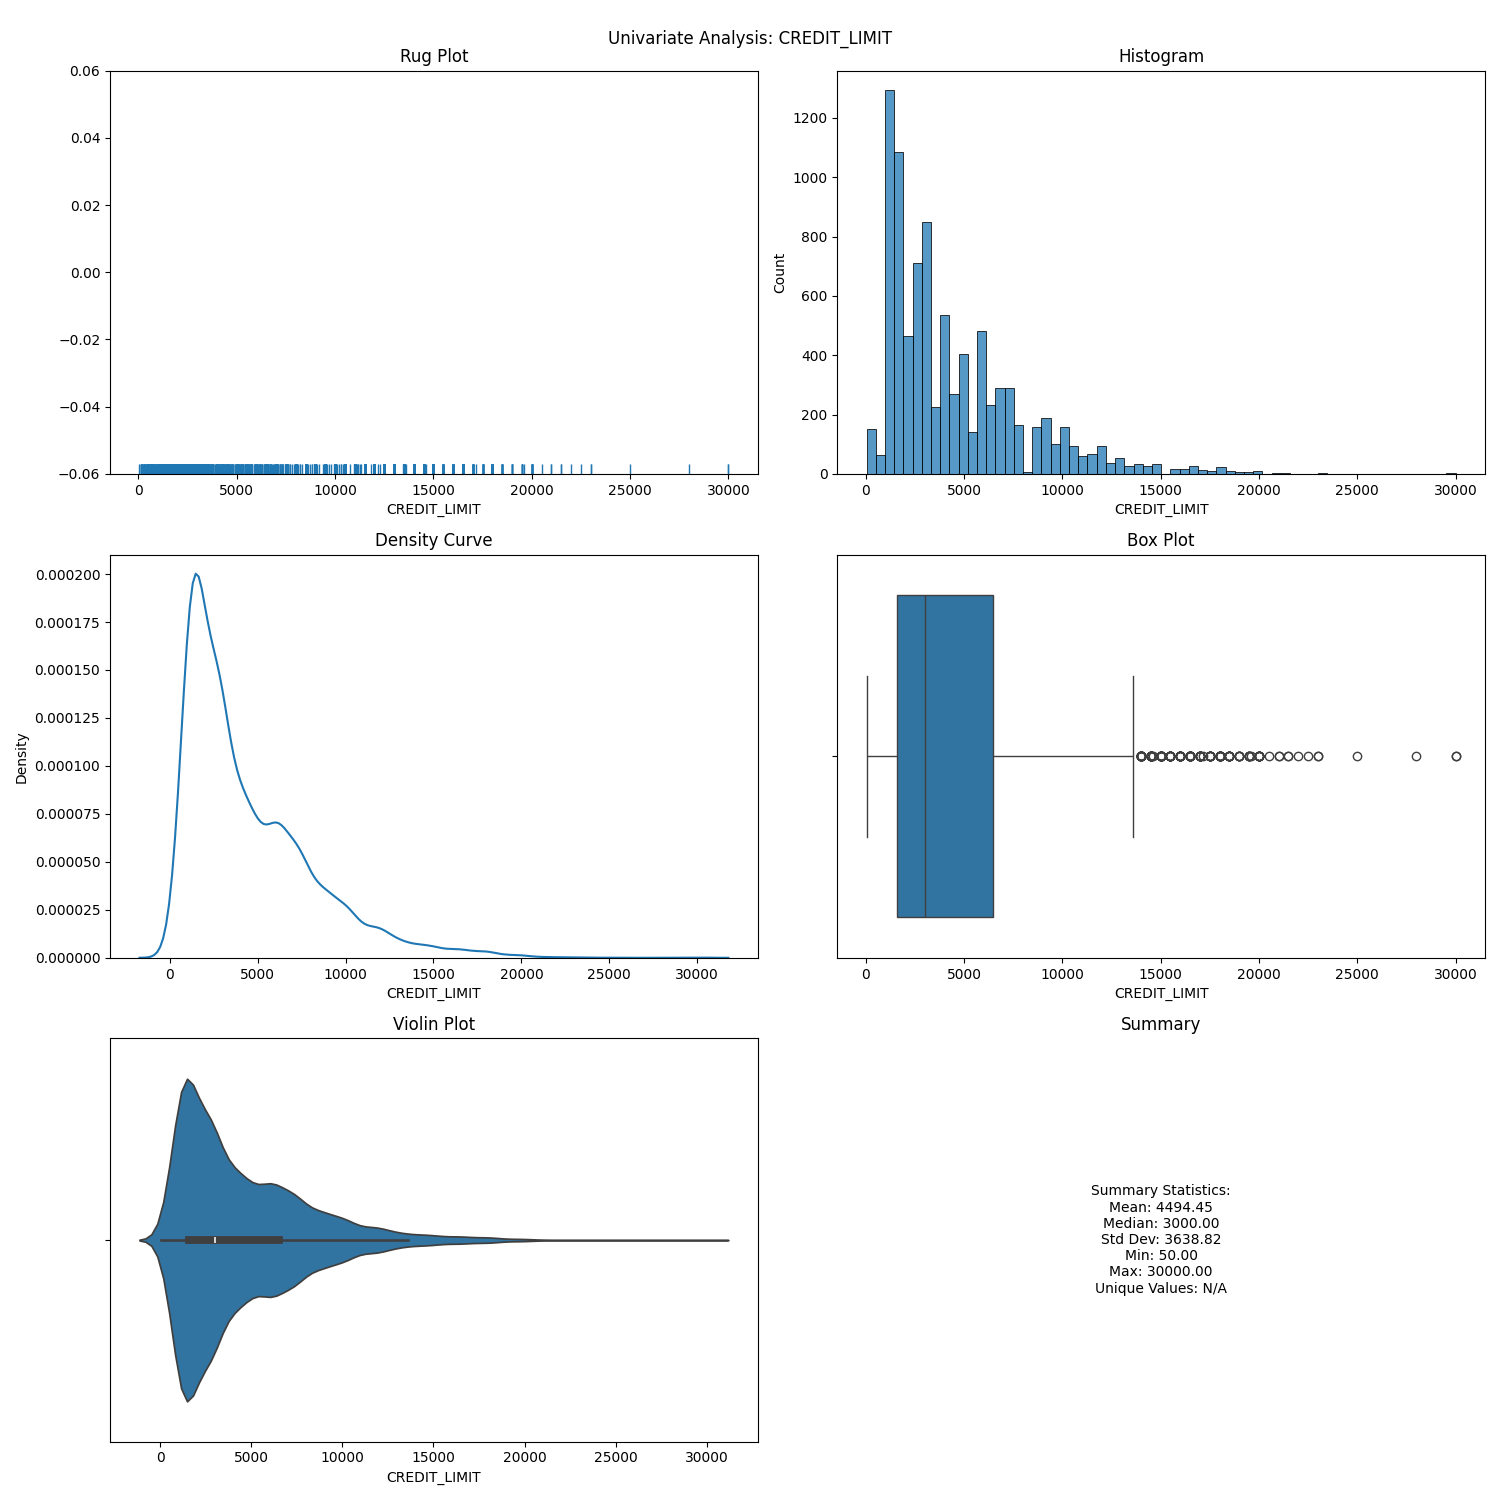 Univariate Analysis: CREDIT_LIMIT
Rug Plot
0.06
0.04
0.02
0.00
−0.02
−0.04
−0.06
0 5000 10000 15000 20000 25000 30000
CREDIT_LIMIT
Histogram
Count
1200
1000
800
600
400
200
0
0 5000 10000 15000 20000 25000 30000
CREDIT_LIMIT
Density Curve
Density
0.000200
0.000175
0.000150
0.000125
0.000100
0.000075
0.000050
0.000025
0.000000
0 5000 10000 15000 20000 25000 30000
CREDIT_LIMIT
Box Plot
0 5000 10000 15000 20000 25000 30000
CREDIT_LIMIT
Violin Plot
0 5000 10000 15000 20000 25000 30000
CREDIT_LIMIT
Summary
Summary Statistics:
Mean: 4494.45
Median: 3000.00
Std Dev: 3638.82
Min: 50.00
Max: 30000.00
Unique Values: N/A